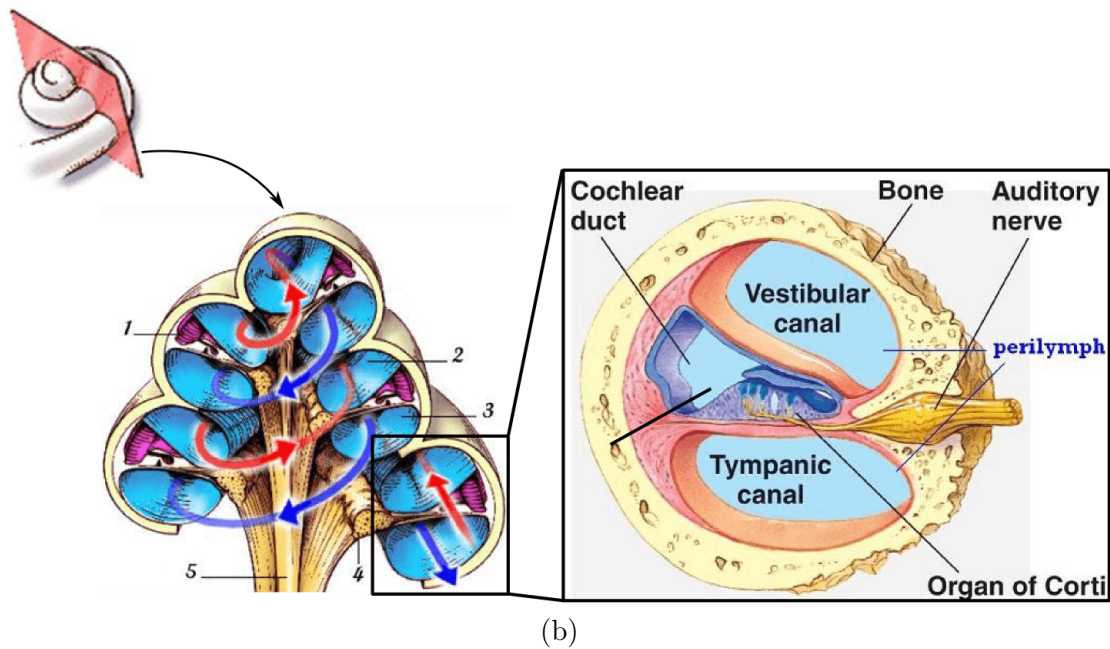 Cochlear
duct
Bone
Auditory
nerve
Vestibular
canal
perilymph
1
2
3
Tympanic
canal
5
4
Organ of Corti
(b)